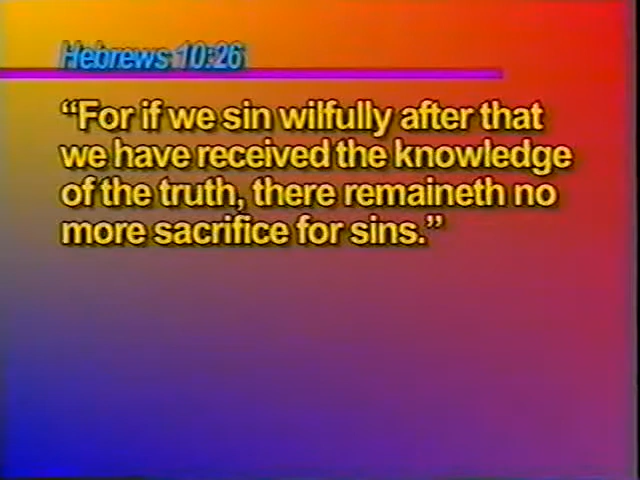 Hebrews 10:26
“For if we sin wilfully after that
we have received the knowledge
of the truth, there remaineth no
more sacrifice for sins.”